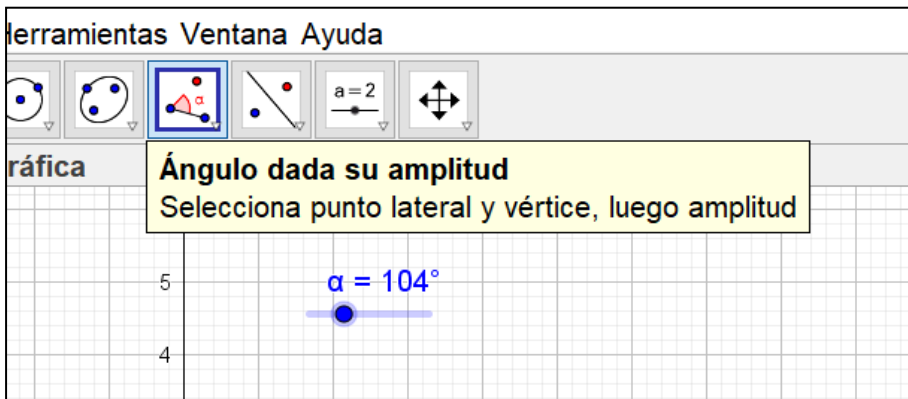 Herramientas Ventana Ayuda
α
a=2
ráfica
Ángulo dada su amplitud
Selecciona punto lateral y vértice, luego amplitud
5
α = 104°
4